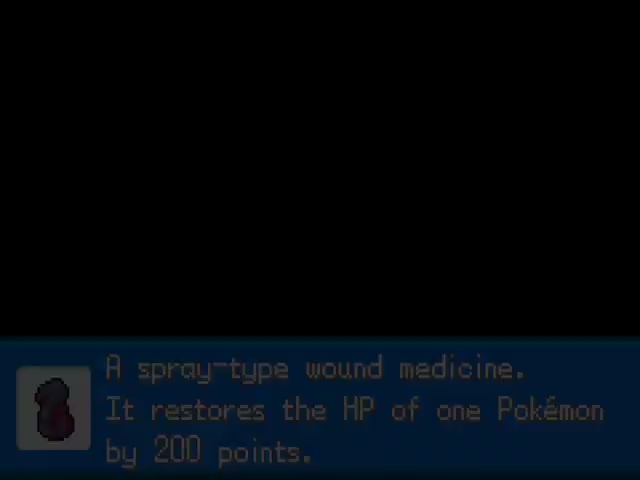 A spray-type wound medicine.
It restores the HP of one Pokémon
by 200 points.